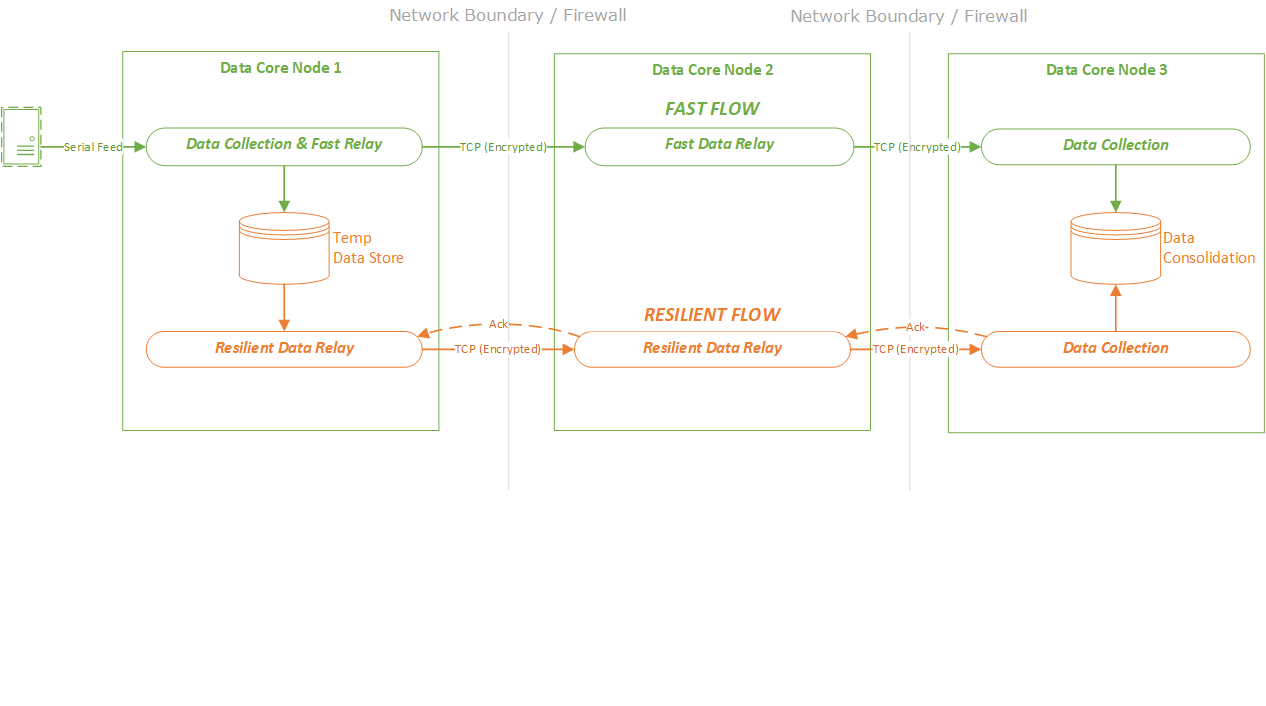 Network Boundary / Firewall
Network Boundary / Firewall
Data Core Node 1
Data Core Node 2
Data Core Node 3
FAST FLOW
Serial Feed
Data Collection & Fast Relay
TCP (Encrypted)
Fast Data Relay
TCP (Encrypted)
Data Collection
Temp
Data Store
Data
Consolidation
RESILIENT FLOW
Ack
Ack
Resilient Data Relay
TCP (Encrypted)
Resilient Data Relay
TCP (Encrypted)
Data Collection